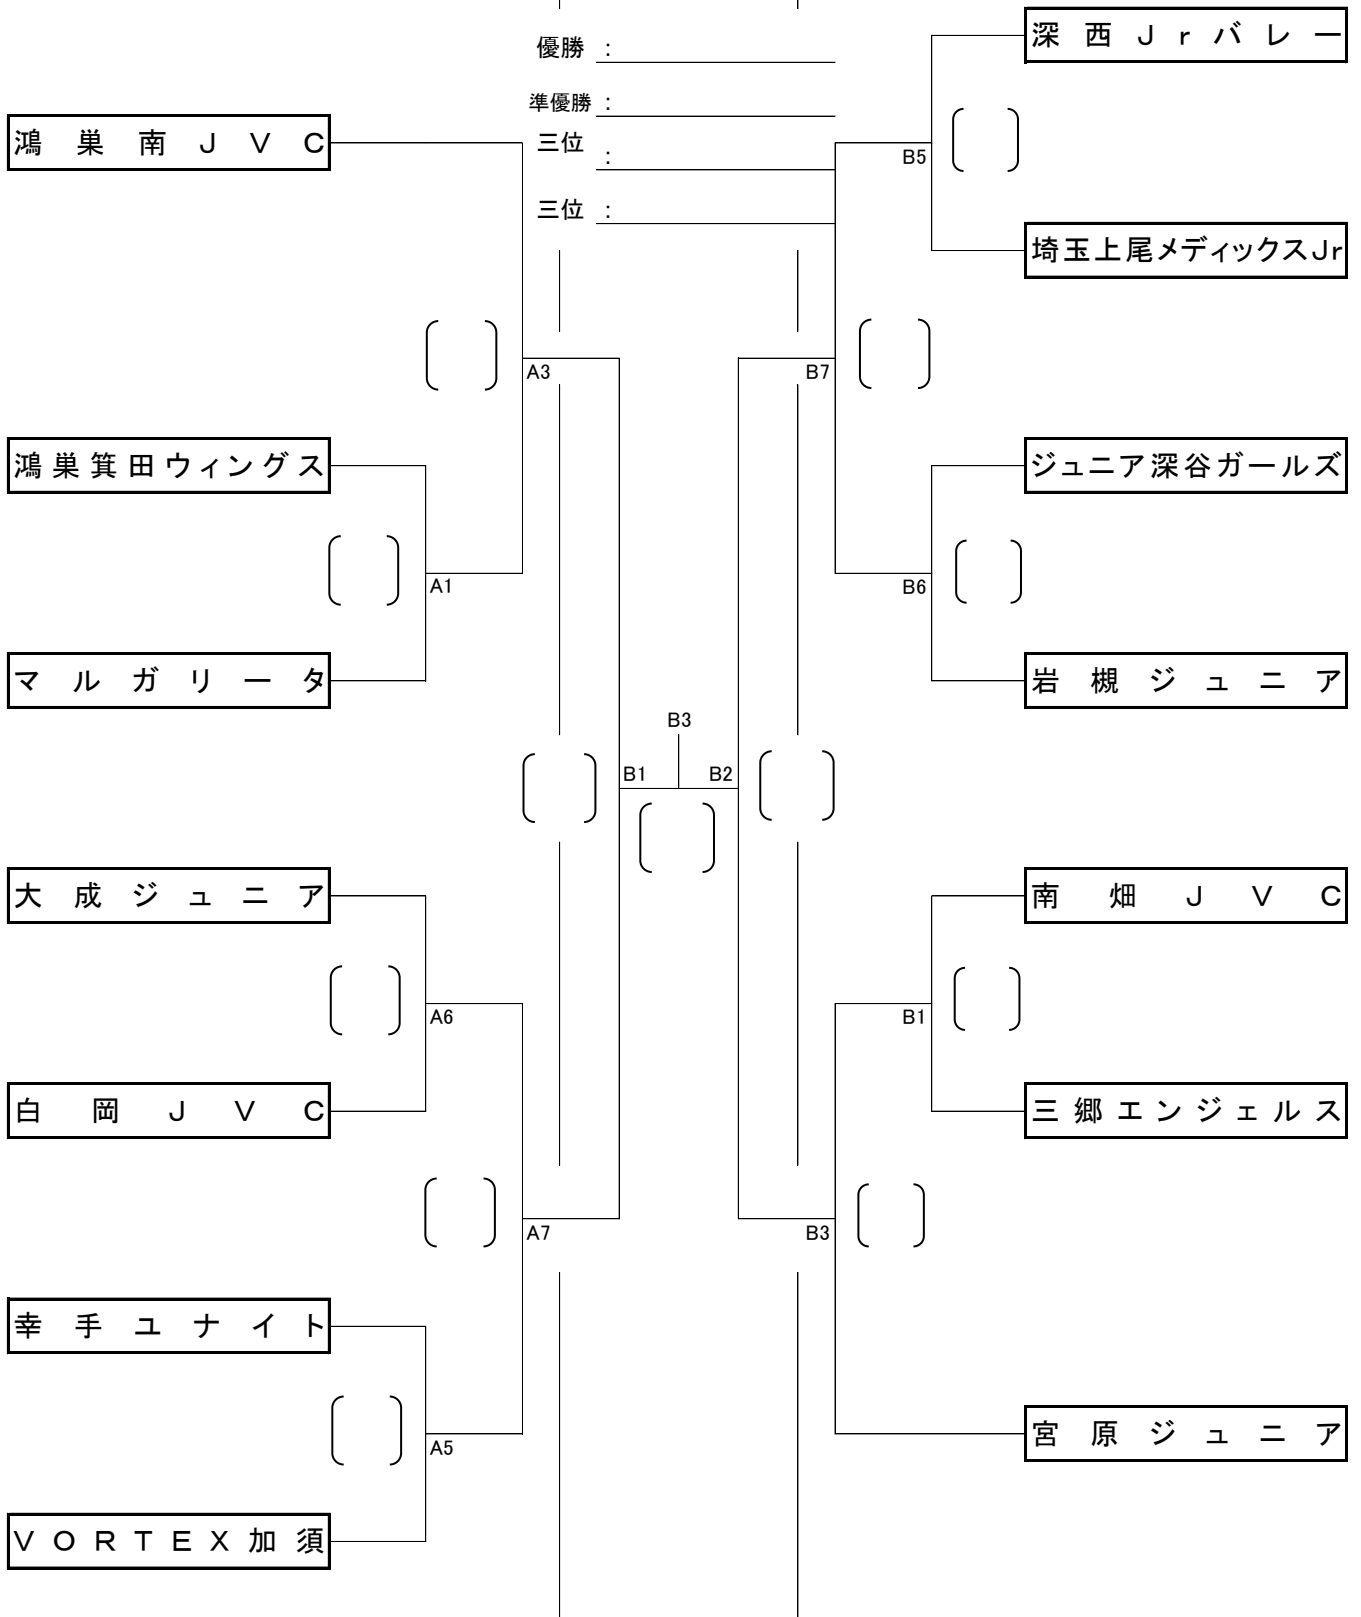 優勝 :
準優勝 :
三位 :
三位 :
鴻巣南JVC
A3
鴻巣箕田ウィングス
A1
マルガリータ
大成ジュニア
A6
白岡JVC
A7
幸手ユナイト
A5
VORTEX加須
B1
B3
B2
深西Jrバレー
B5
埼玉上尾メディックスJr
B7
ジュニア深谷ガールズ
B6
岩槻ジュニア
南畑JVC
B1
三郷エンジェルス
B3
宮原ジュニア